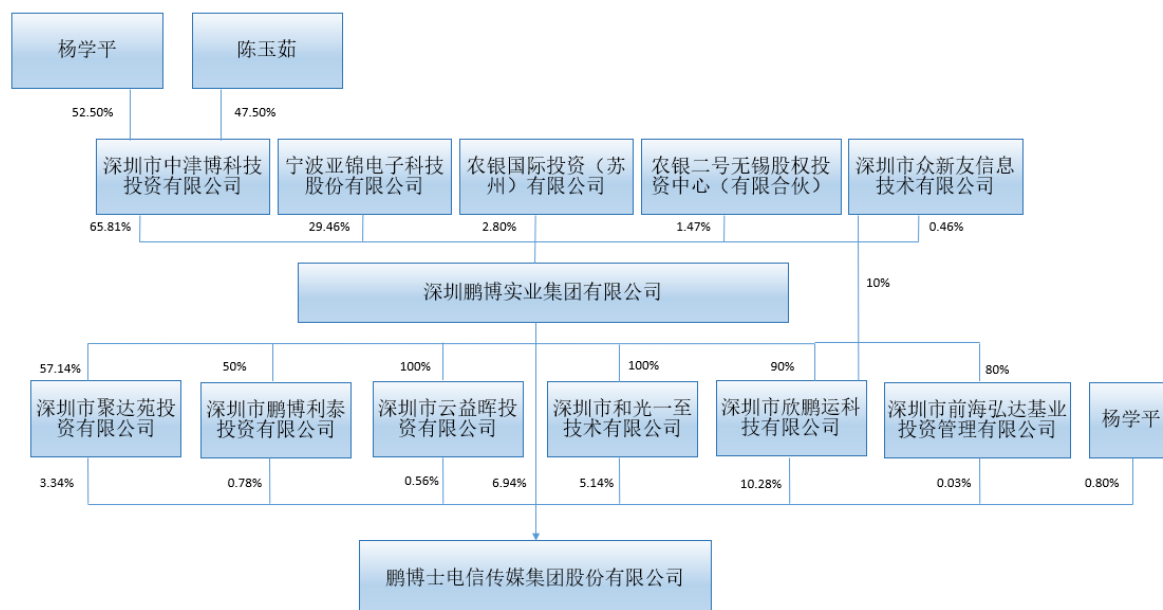 杨学平
陈玉茹
52.50%
47.50%
深圳市中津博科技
投资有限公司
宁波亚锦电子科技
股份有限公司
农银国际投资（苏
州）有限公司
农银二号无锡股权投
资中心（有限合伙）
深圳市众新友信息
技术有限公司
65.81%
29.46%
2.80%
1.47%
0.46%
深圳鹏博实业集团有限公司
10%
57.14%
50%
100%
100%
90%
80%
深圳市聚达苑投
资有限公司
深圳市鹏博利泰
投资有限公司
深圳市云益晖投
资有限公司
深圳市和光一至
技术有限公司
深圳市欣鹏运科
技有限公司
深圳市前海弘达基业
投资管理有限公司
杨学平
3.34%
0.78%
0.56%
6.94%
5.14%
10.28%
0.03%
0.80%
鹏博士电信传媒集团股份有限公司